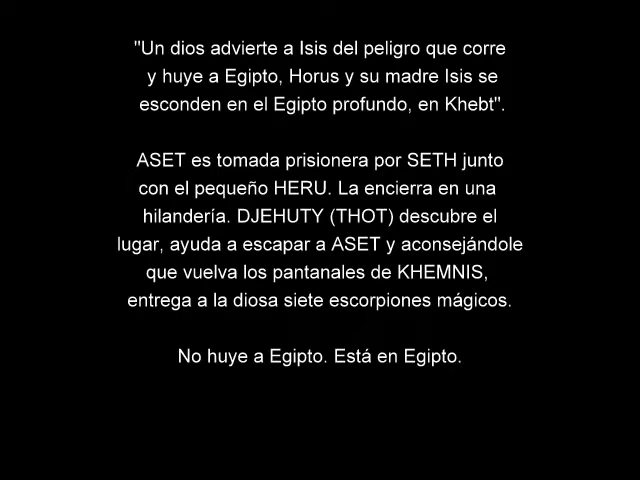 "Un dios advierte a Isis del peligro que corre
y huye a Egipto, Horus y su madre Isis se
esconden en el Egipto profundo, en Khebt".
ASET es tomada prisionera por SETH junto
con el pequeño HERU. La encierra en una
hilandería. DJEHUTY (THOT) descubre el
lugar, ayuda a escapar a ASET y aconsejándole
que vuelva los pantanales de KHEMNIS,
entrega a la diosa siete escorpiones mágicos.
No huye a Egipto. Está en Egipto.